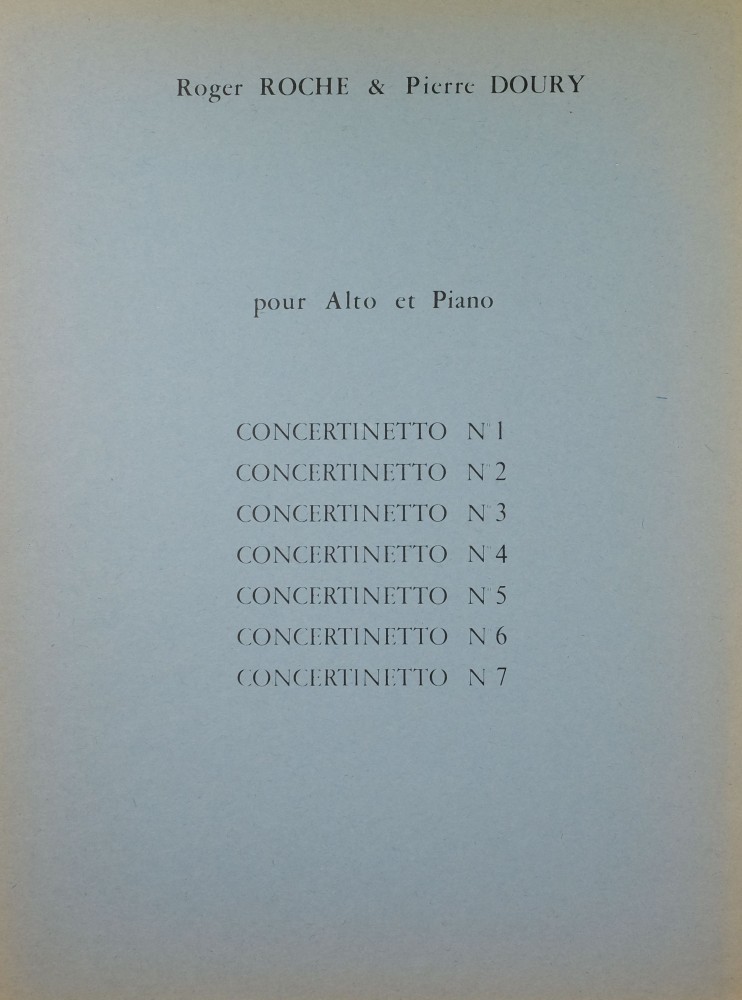 Roger ROCHE & Pierre DOURY
pour Alto et Piano
CONCERTINETTO N° 1
CONCERTINETTO N° 2
CONCERTINETTO N° 3
CONCERTINETTO N° 4
CONCERTINETTO N° 5
CONCERTINETTO N 6
CONCERTINETTO N 7